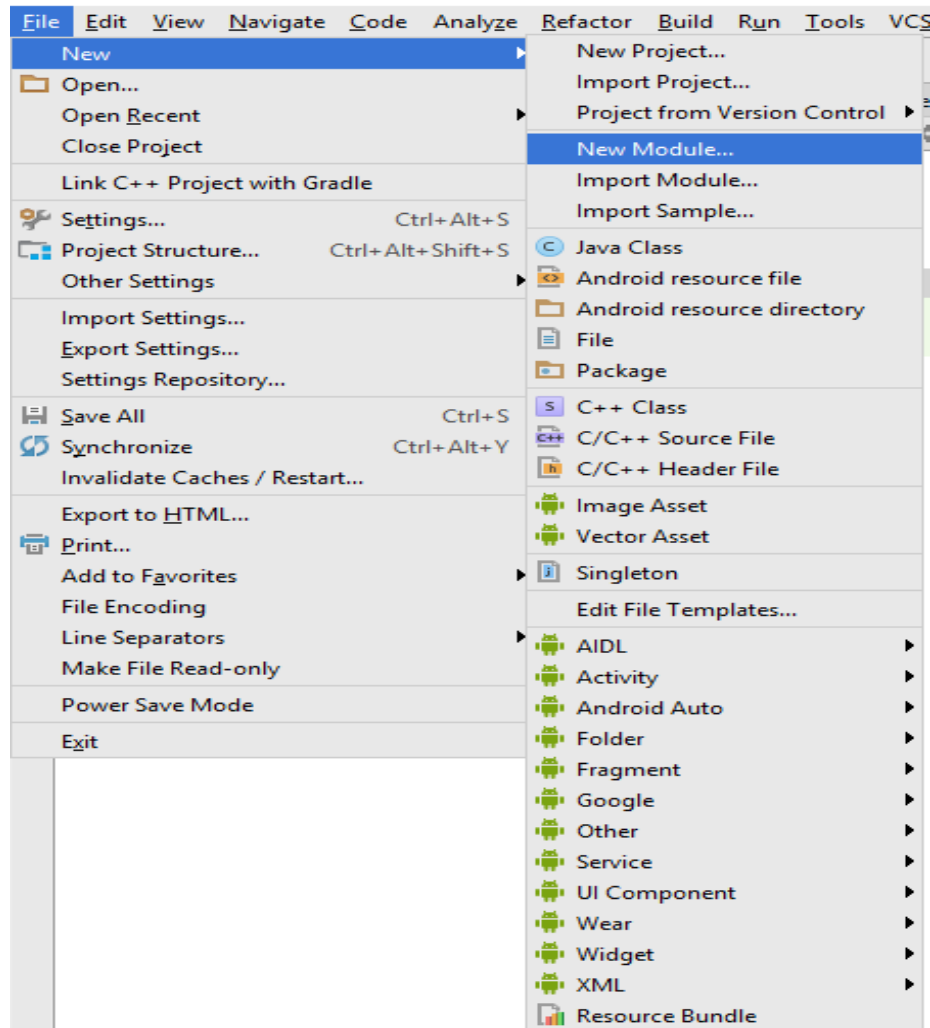 File Edit View Navigate Code Analyze Refactor Build Run Tools VCS
New
Open...
Open Recent
Close Project
Link C++ Project with Gradle
Settings... Ctrl+Alt+S
Project Structure... Ctrl+Alt+Shift+S
Other Settings
Import Settings...
Export Settings...
Settings Repository...
Save All Ctrl+S
Synchronize Ctrl+Alt+Y
Invalidate Caches / Restart...
Export to HTML...
Print...
Add to Favorites
File Encoding
Line Separators
Make File Read-only
Power Save Mode
Exit
New Project...
Import Project...
Project from Version Control
New Module...
Import Module...
Import Sample...
Java Class
Android resource file
Android resource directory
File
Package
C++ Class
C/C++ Source File
C/C++ Header File
Image Asset
Vector Asset
Singleton
Edit File Templates...
AIDL
Activity
Android Auto
Folder
Fragment
Google
Other
Service
UI Component
Wear
Widget
XML
Resource Bundle